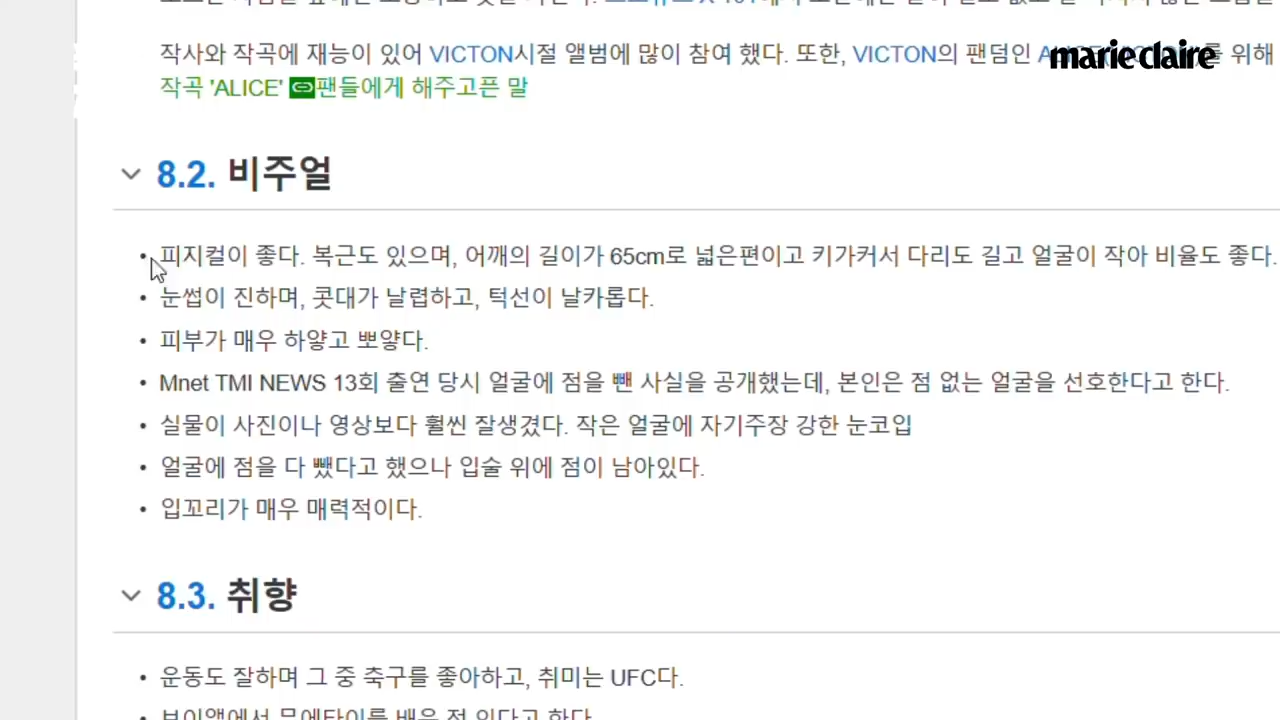 작사와 작곡에 재능이 있어 VICTON시절 앨범에 많이 참여 했다. 또한, VICTON의 팬덤인 를 위해
marie claire
작곡 'ALICE' 팬들에게 해주고픈 말
8.2. 비주얼
• 피지컬이 좋다. 복근도 있으며, 어깨의 길이가 65cm로 넓은편이고 키가커서 다리도 길고 얼굴이 작아 비율도 좋다.
• 눈썹이 진하며, 콧대가 날렵하고, 턱선이 날카롭다.
• 피부가 매우 하얗고 뽀얗다.
• Mnet TMI NEWS 13회 출연 당시 얼굴에 점을 뺀 사실을 공개했는데, 본인은 점 없는 얼굴을 선호한다고 한다.
• 실물이 사진이나 영상보다 훨씬 잘생겼다. 작은 얼굴에 자기주장 강한 눈코입
• 얼굴에 점을 다 뺐다고 했으나 입술 위에 점이 남아있다.
• 입꼬리가 매우 매력적이다.
8.3. 취향
• 운동도 잘하며 그 중 축구를 좋아하고, 취미는 UFC다.